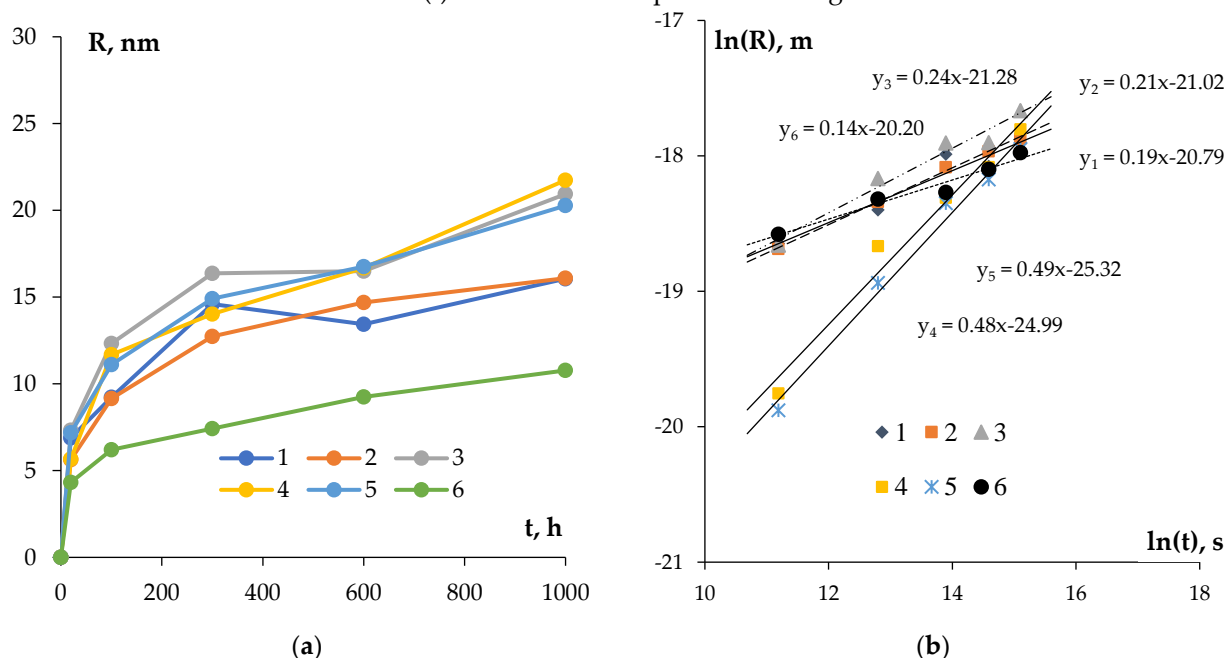 R, nm
30
25
20
15
10
5
0
1 2 3
4 5 6
t, h
0 200 400 600 800 1000
(a)
-17
ln(R), m
y3 = 0.24x-21.28
y2 = 0.21x-21.02
y6 = 0.14x-20.20
-18
y1 = 0.19x-20.79
y5 = 0.49x-25.32
-19
y4 = 0.48x-24.99
-20
1 2 3
4 5 6
ln(t), s
-21
10 12 14 16 18
(b)